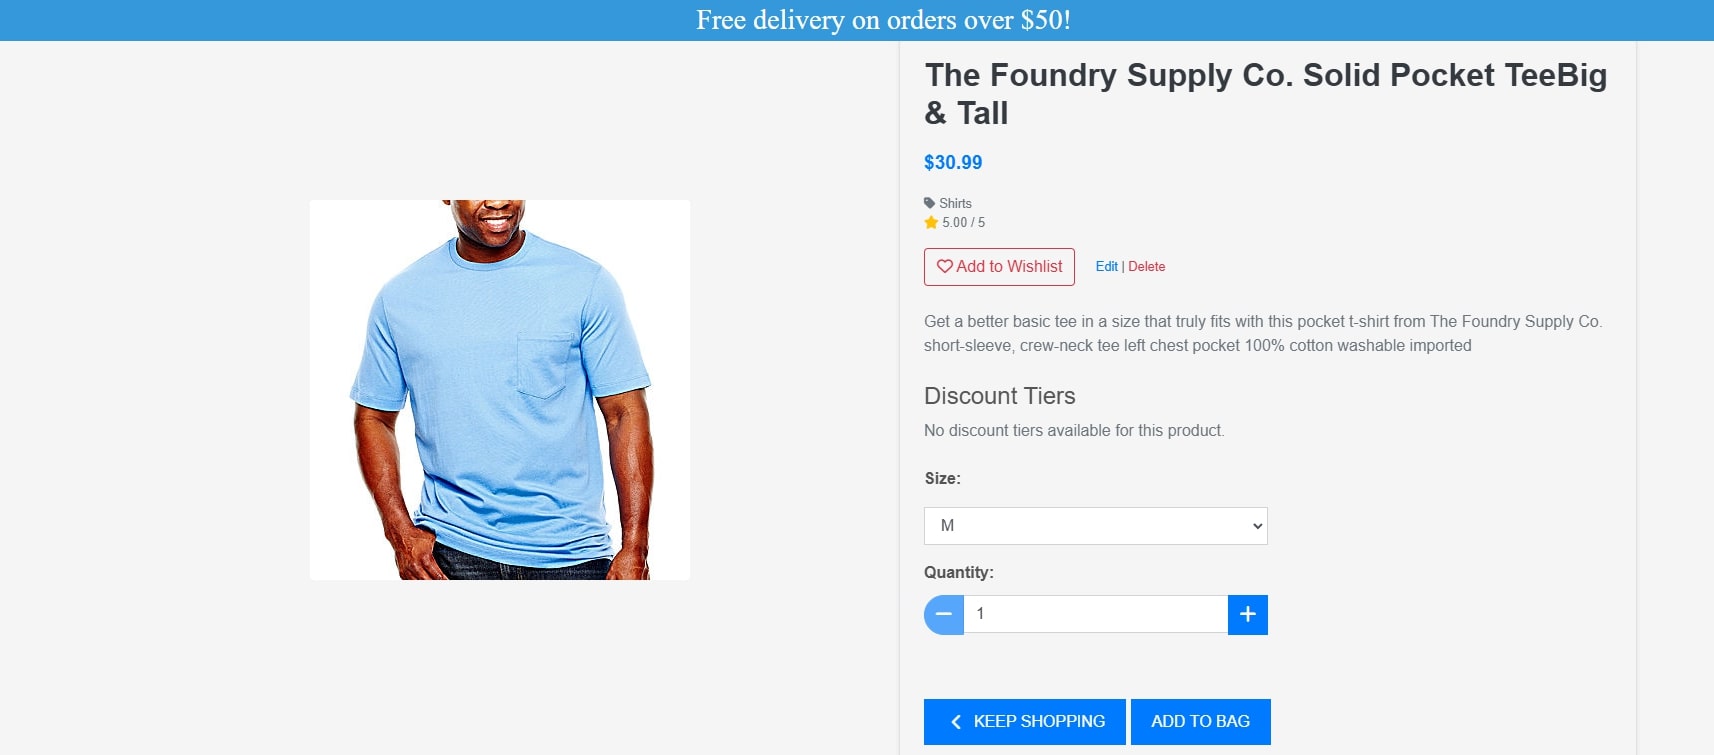 Free delivery on orders over $50!
The Foundry Supply Co. Solid Pocket TeeBig
& Tall
$30.99
Shirts
5.00 / 5
Add to Wishlist
Edit | Delete
Get a better basic tee in a size that truly fits with this pocket t-shirt from The Foundry Supply Co.
short-sleeve, crew-neck tee left chest pocket 100% cotton washable imported
Discount Tiers
No discount tiers available for this product.
Size:
M
Quantity:
1
KEEP SHOPPING
ADD TO BAG